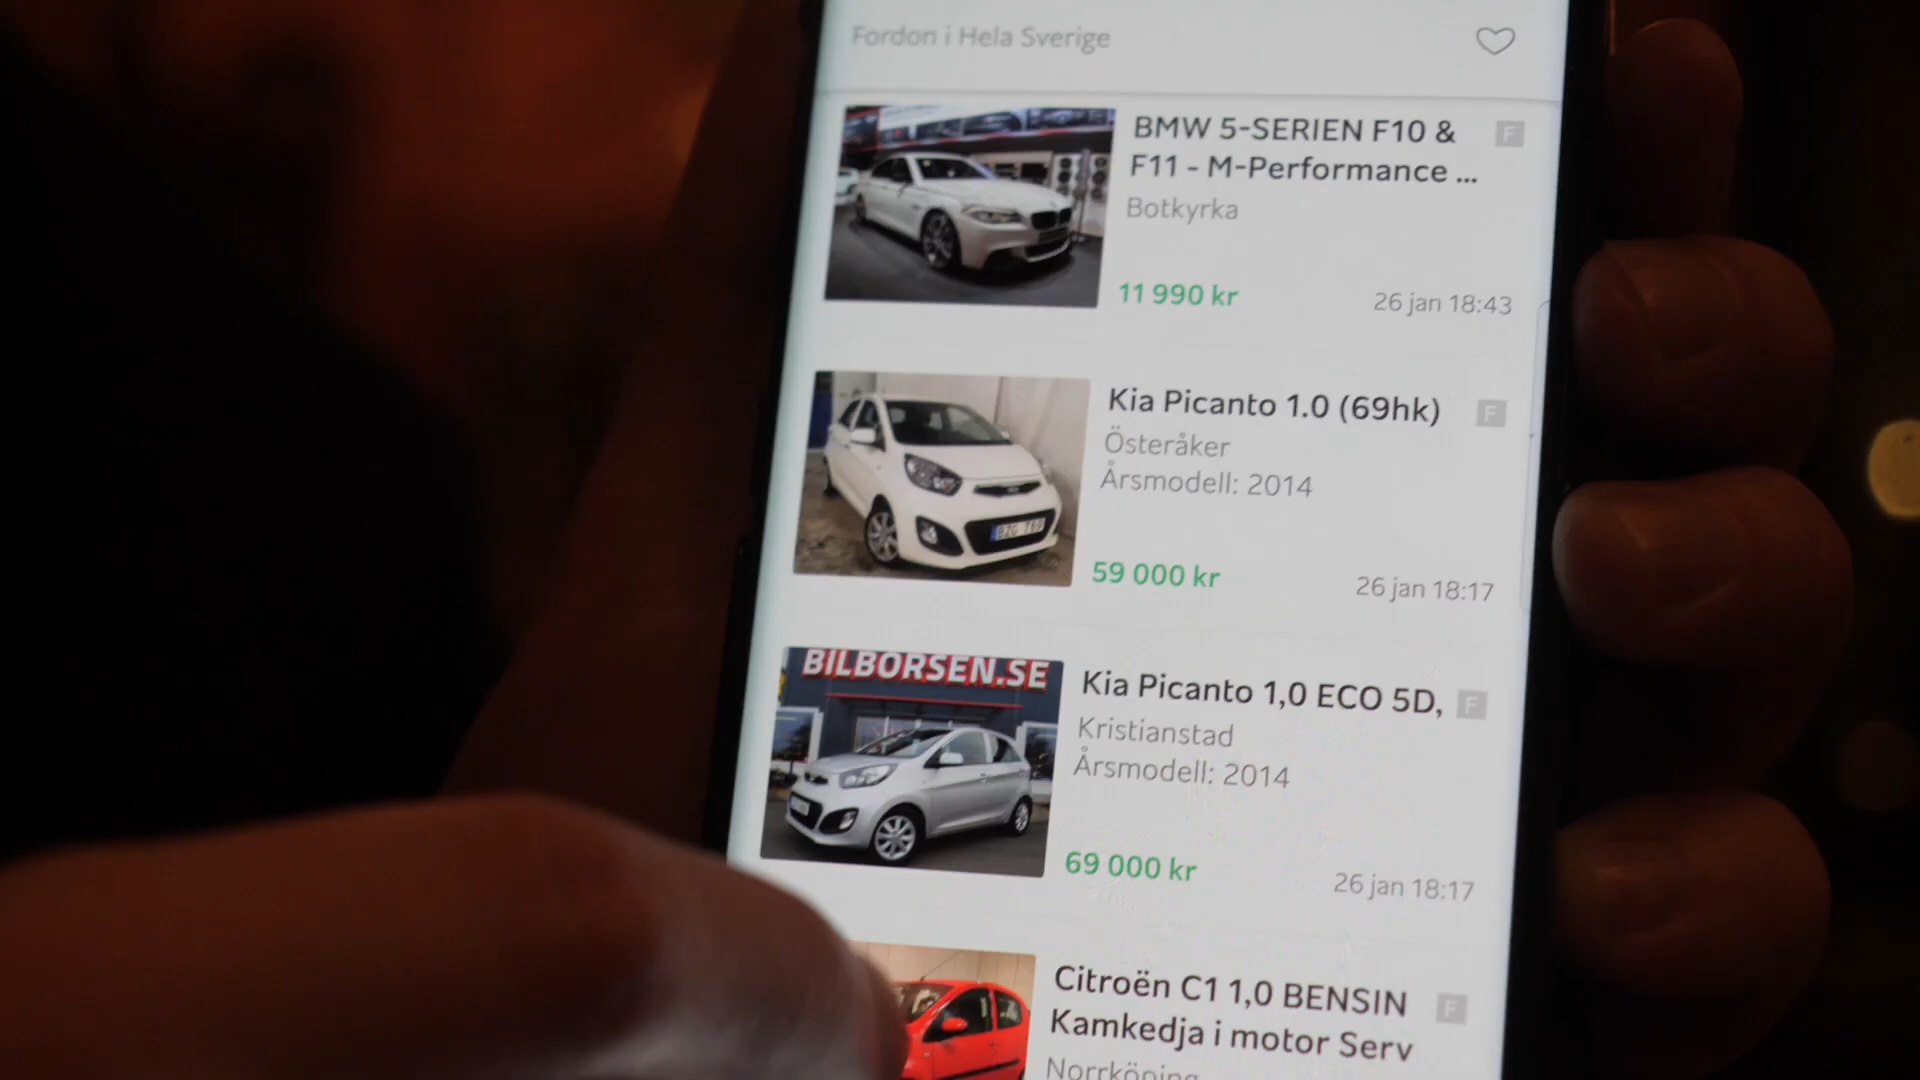 Fordon i Hela Sverige
BMW 5-SERIEN F10 &
F11 - M-Performance ...
F
Botkyrka
11 990 kr
26 jan 18:43
Kia Picanto 1.0 (69hk)
F
Österåker
Årsmodell: 2014
59 000 kr
26 jan 18:17
BILBORSEN.SE
Kia Picanto 1,0 ECO 5D,
F
Kristianstad
Årsmodell: 2014
69 000 kr
26 jan 18:17
Citroën C1 1,0 BENSIN
Kamkedja i motor Serv
F
Norrköping